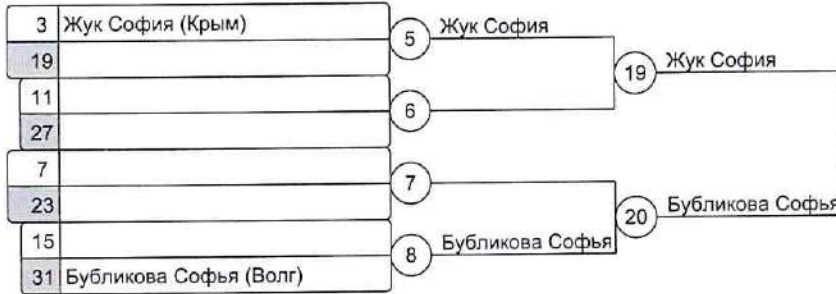 3 Жук София (Крым)
5 Жук София
19
19 Жук София
11
6
27
7
7
23
20 Бубликова Софья
15
8 Бубликова Софья
31 Бубликова Софья (Волг)